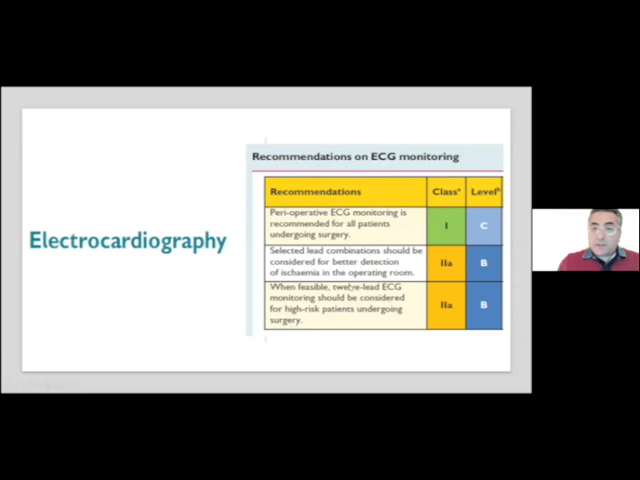 Electrocardiography
Recommendations on ECG monitoring
Recommendations Classᵃ Levelᵇ
Peri-operative ECG monitoring is
recommended for all patients
undergoing surgery.
I C
Selected lead combinations should be
considered for better detection
of ischaemia in the operating room.
IIa B
When feasible, twelve-lead ECG
monitoring should be considered
for high-risk patients undergoing
surgery.
IIa B